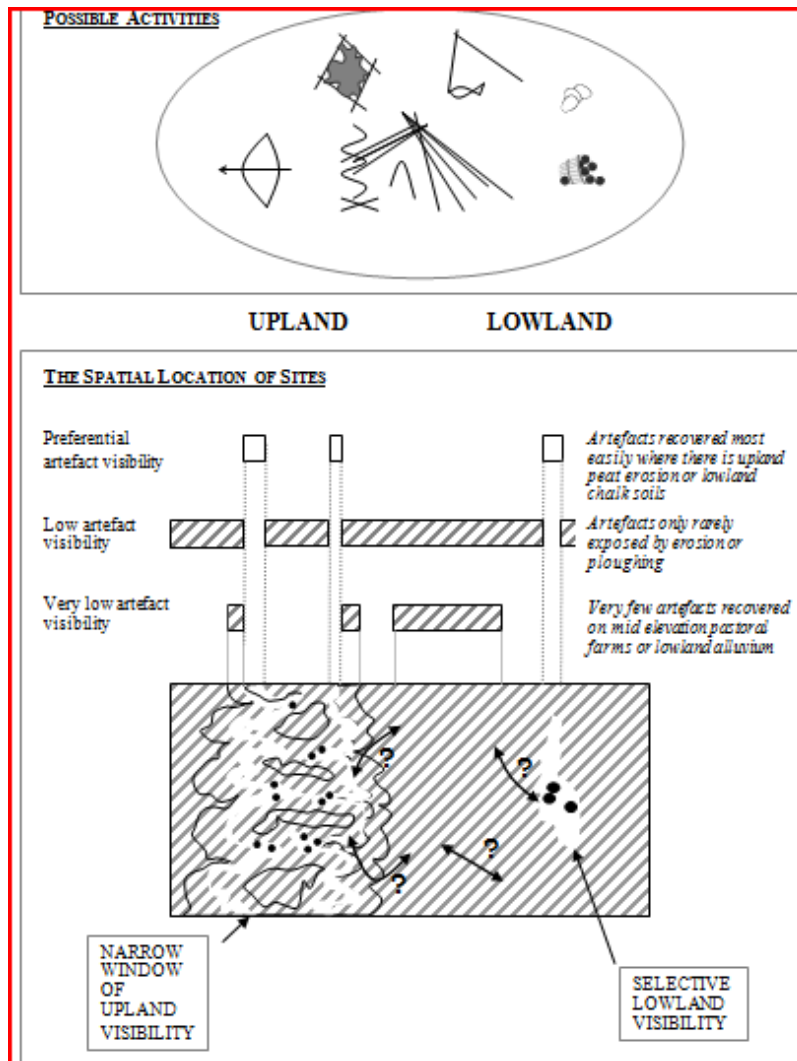 POSSIBLE ACTIVITIES
UPLAND LOWLAND
THE SPATIAL LOCATION OF SITES
Preferential
artefact visibility
Artefacts recovered most
easily where there is upland
peat erosion or lowland
chalk soils
Low artefact
visibility
Artefacts only rarely
exposed by erosion or
ploughing
Very low artefact
visibility
Very few artefacts recovered
on mid elevation pastoral
farms or lowland alluvium
?
?
?
?
NARROW
WINDOW
OF
UPLAND
VISIBILITY
SELECTIVE
LOWLAND
VISIBILITY